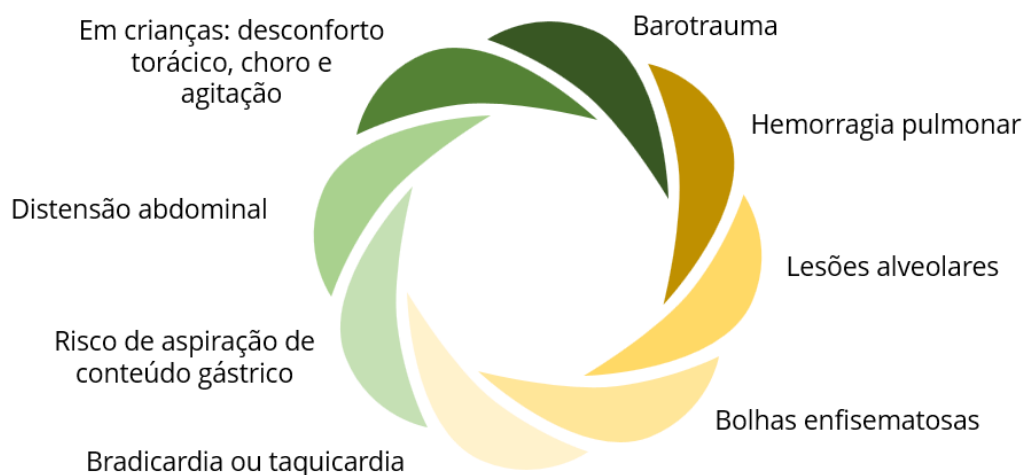 Em crianças: desconforto
torácico, choro e
agitação
Barotrauma
Hemorragia pulmonar
Distensão abdominal
Lesões alveolares
Risco de aspiração de
conteúdo gástrico
Bolhas enfisematosas
Bradicardia ou taquicardia